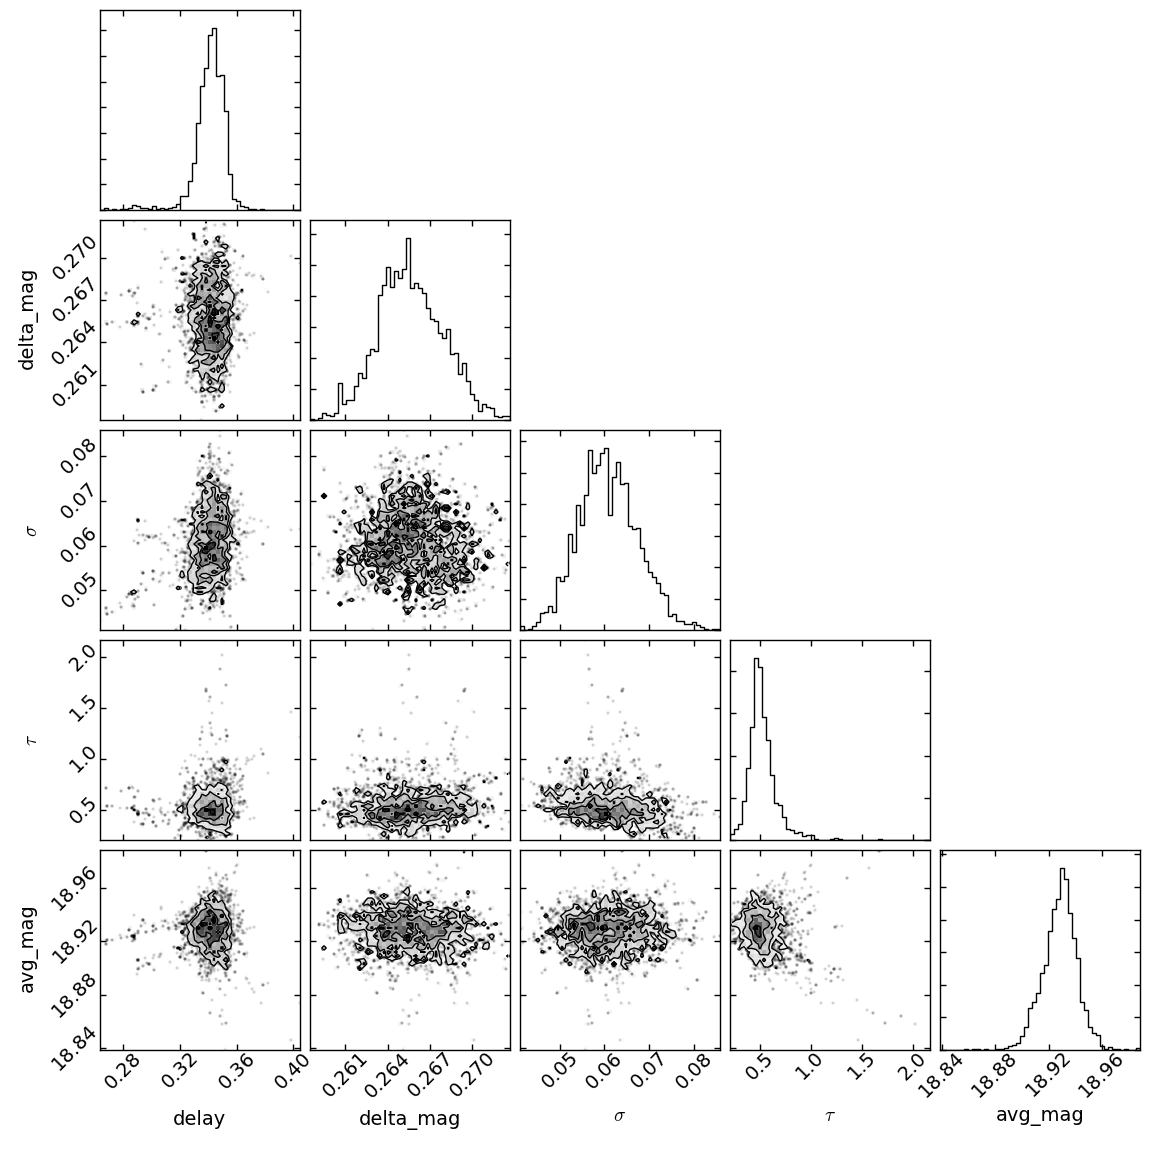 delta_mag
0.270
0.267
0.264
0.261
σ
0.08
0.07
0.06
0.05
τ
2.0
1.5
1.0
0.5
avg_mag
18.96
18.92
18.88
18.84
0.28 0.32 0.36 0.40
0.261 0.264 0.267 0.270
0.05 0.06 0.07 0.08
0.5 1.0 1.5 2.0
18.84 18.88 18.92 18.96
delay delta_mag σ τ avg_mag